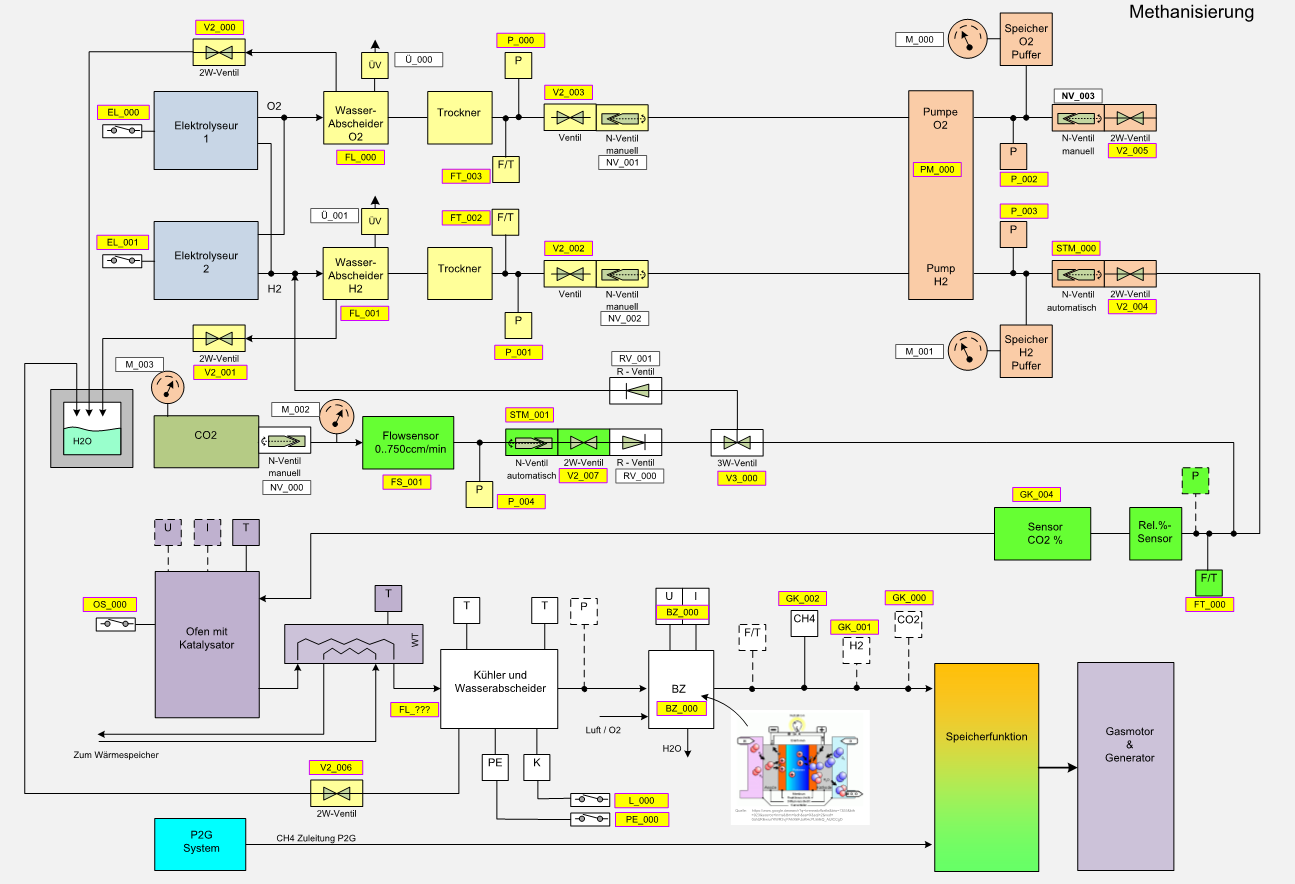 Methanisierung
V2_000
2W-Ventil
Ü_000
ÜV
P_000
P
M_000
Speicher
O2
Puffer
EL_000
Elektrolyseur
1
O2
Wasser-
Abscheider
O2
FL_000
Trockner
FT_003
F/T
V2_003
Ventil
N-Ventil
manuell
NV_001
Pumpe
O2
PM_000
P
P_002
NV_003
N-Ventil
manuell
2W-Ventil
V2_005
EL_001
Elektrolyseur
2
H2
Ü_001
ÜV
Wasser-
Abscheider
H2
FL_001
Trockner
FT_002
F/T
V2_002
Ventil
N-Ventil
manuell
NV_002
P
P_001
Pump
H2
P_003
P
STM_000
N-Ventil
automatisch
2W-Ventil
V2_004
M_001
Speicher
H2
Puffer
2W-Ventil
V2_001
M_003
H2O
CO2
M_002
N-Ventil
manuell
NV_000
Flowsensor
0..750ccm/min
FS_001
P
P_004
STM_001
N-Ventil
automatisch
2W-Ventil
V2_007
R - Ventil
RV_000
RV_001
R - Ventil
3W-Ventil
V3_000
GK_004
Sensor
CO2 %
Rel.%-
Sensor
P
F/T
FT_000
U
I
T
OS_000
Ofen mit
Katalysator
T
WT
T
T
P
Kühler und
Wasserabscheider
FL_???
PE
K
L_000
PE_000
U
I
BZ_000
BZ
BZ_000
Luft / O2
H2O
F/T
GK_002
CH4
GK_001
H2
GK_000
CO2
Speicherfunktion
Gasmotor
&
Generator
Zum Wärmespeicher
V2_006
2W-Ventil
P2G
System
CH4 Zuleitung P2G